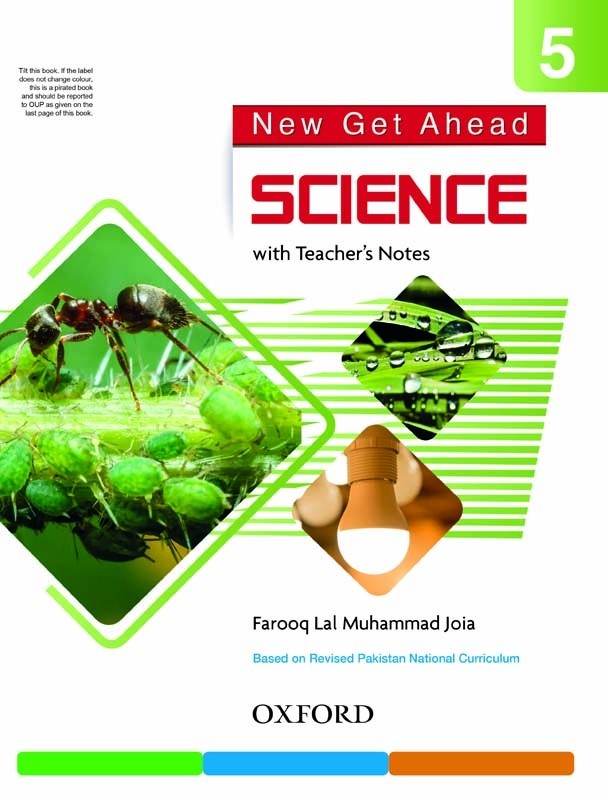 5
Tilt this book. If the label
does not change colour,
this is a pirated book
and should be reported
to OUP as given on the
last page of this book.
New Get Ahead
SCIENCE
with Teacher's Notes
Farooq Lal Muhammad Joia
Based on Revised Pakistan National Curriculum
OXFORD